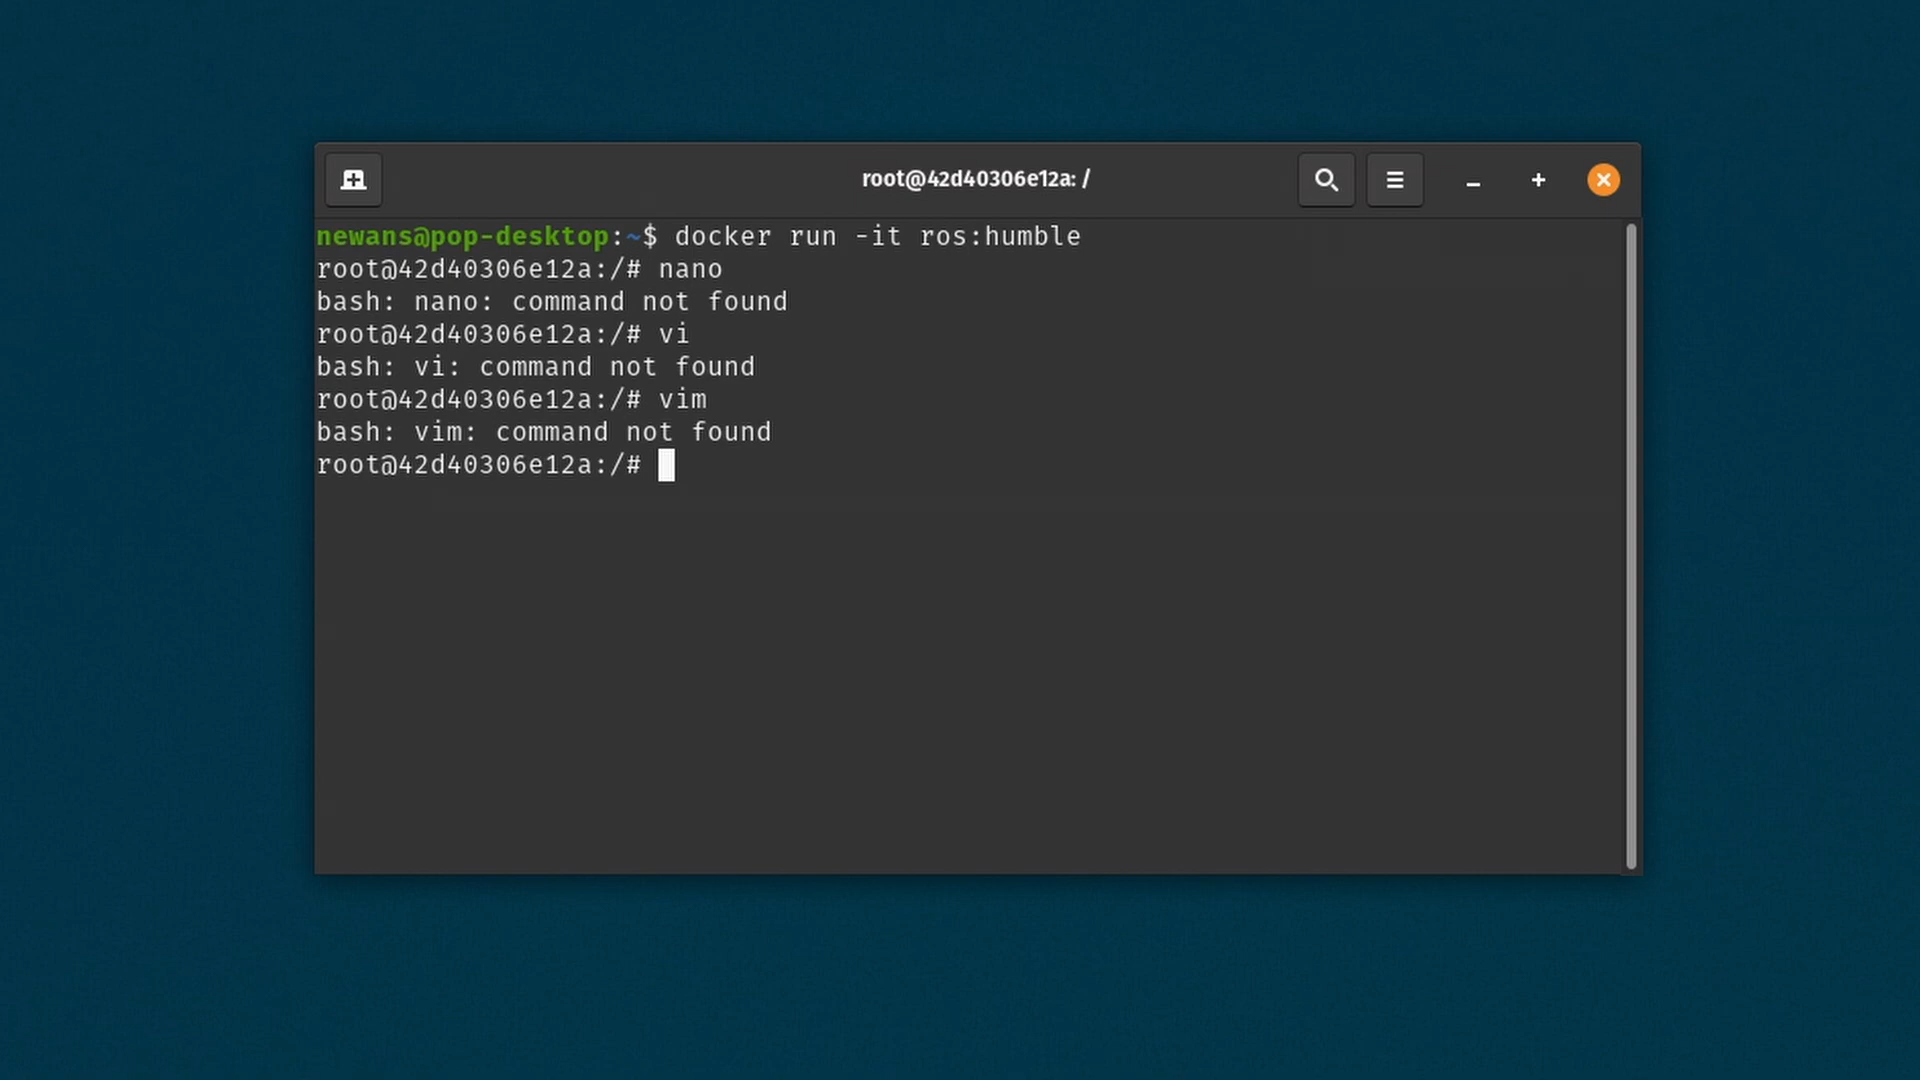 root@42d40306e12a: /
newans@pop-desktop:~$ docker run -it ros:humble
root@42d40306e12a:/# nano
bash: nano: command not found
root@42d40306e12a:/# vi
bash: vi: command not found
root@42d40306e12a:/# vim
bash: vim: command not found
root@42d40306e12a:/#